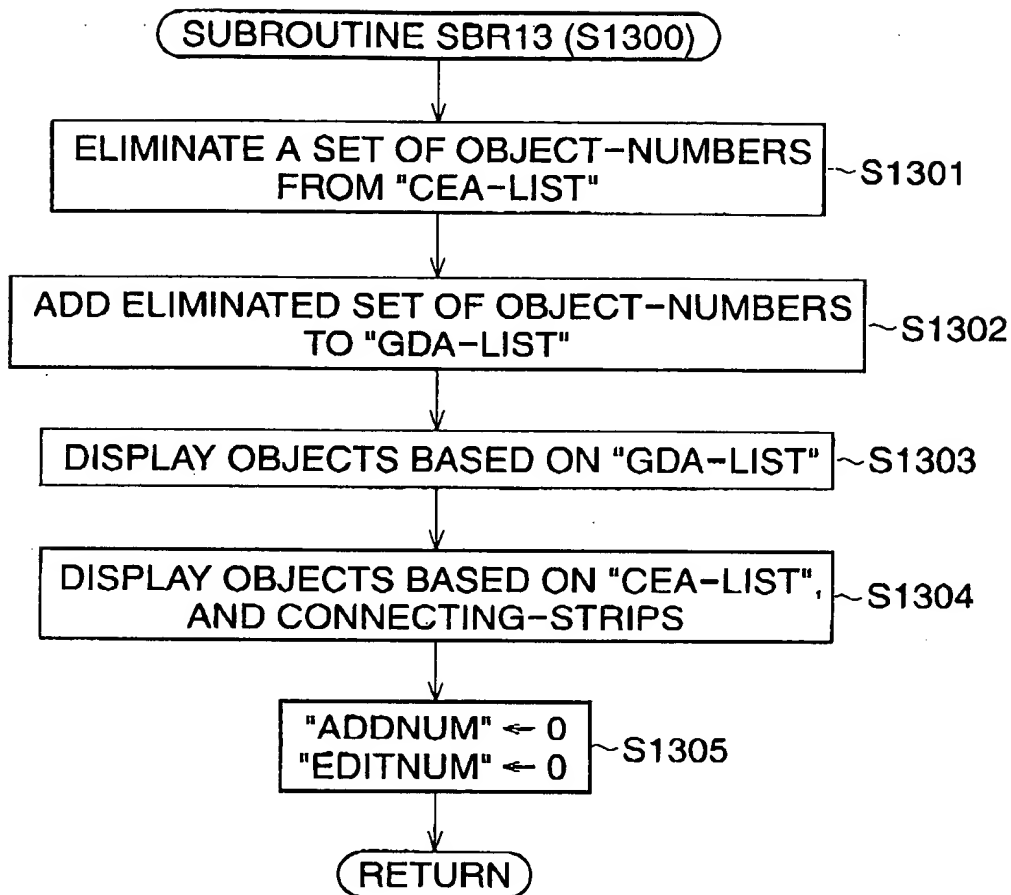 SUBROUTINE SBR13 (S1300)
ELIMINATE A SET OF OBJECT-NUMBERS
FROM "CEA-LIST"
S1301
ADD ELIMINATED SET OF OBJECT-NUMBERS
TO "GDA-LIST"
S1302
DISPLAY OBJECTS BASED ON "GDA-LIST"
S1303
DISPLAY OBJECTS BASED ON "CEA-LIST",
AND CONNECTING-STRIPS
S1304
"ADDNUM" ← 0
"EDITNUM" ← 0
S1305
RETURN